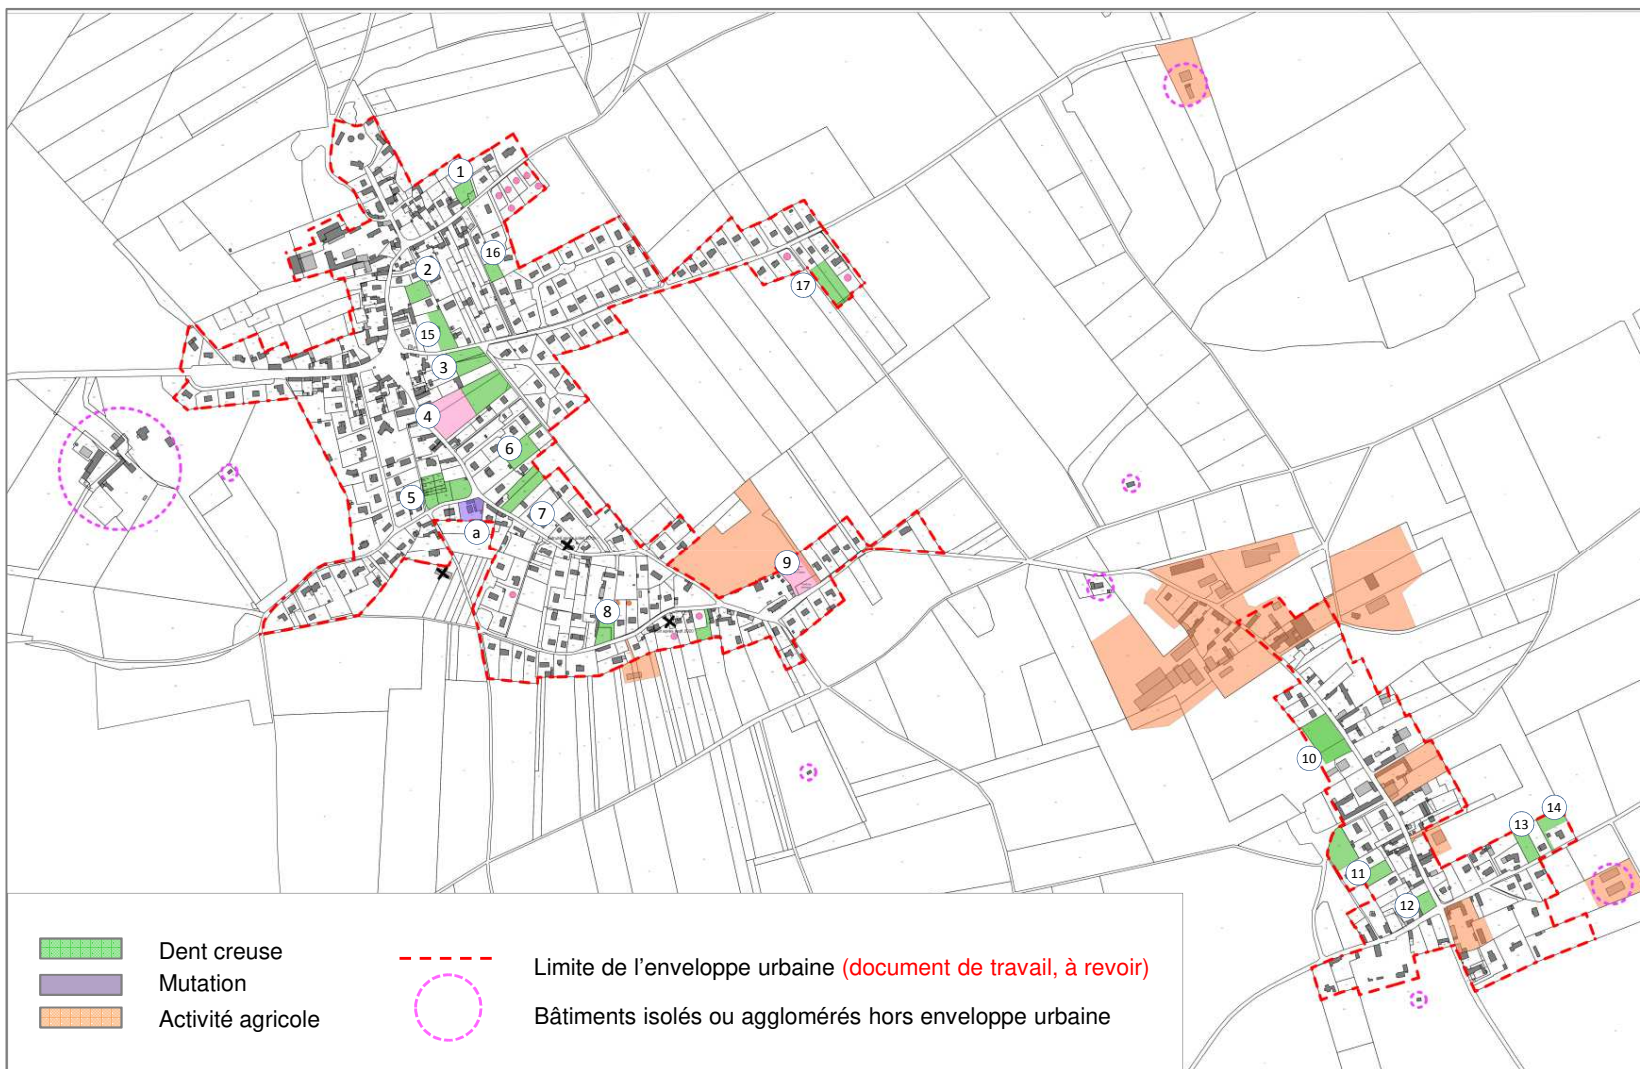 1
16
2
17
15
3
4
6
5
7
a
9
8
10
14
13
11
12
Dent creuse
Mutation
Activité agricole
Limite de l'enveloppe urbaine (document de travail, à revoir)
Bâtiments isolés ou agglomérés hors enveloppe urbaine